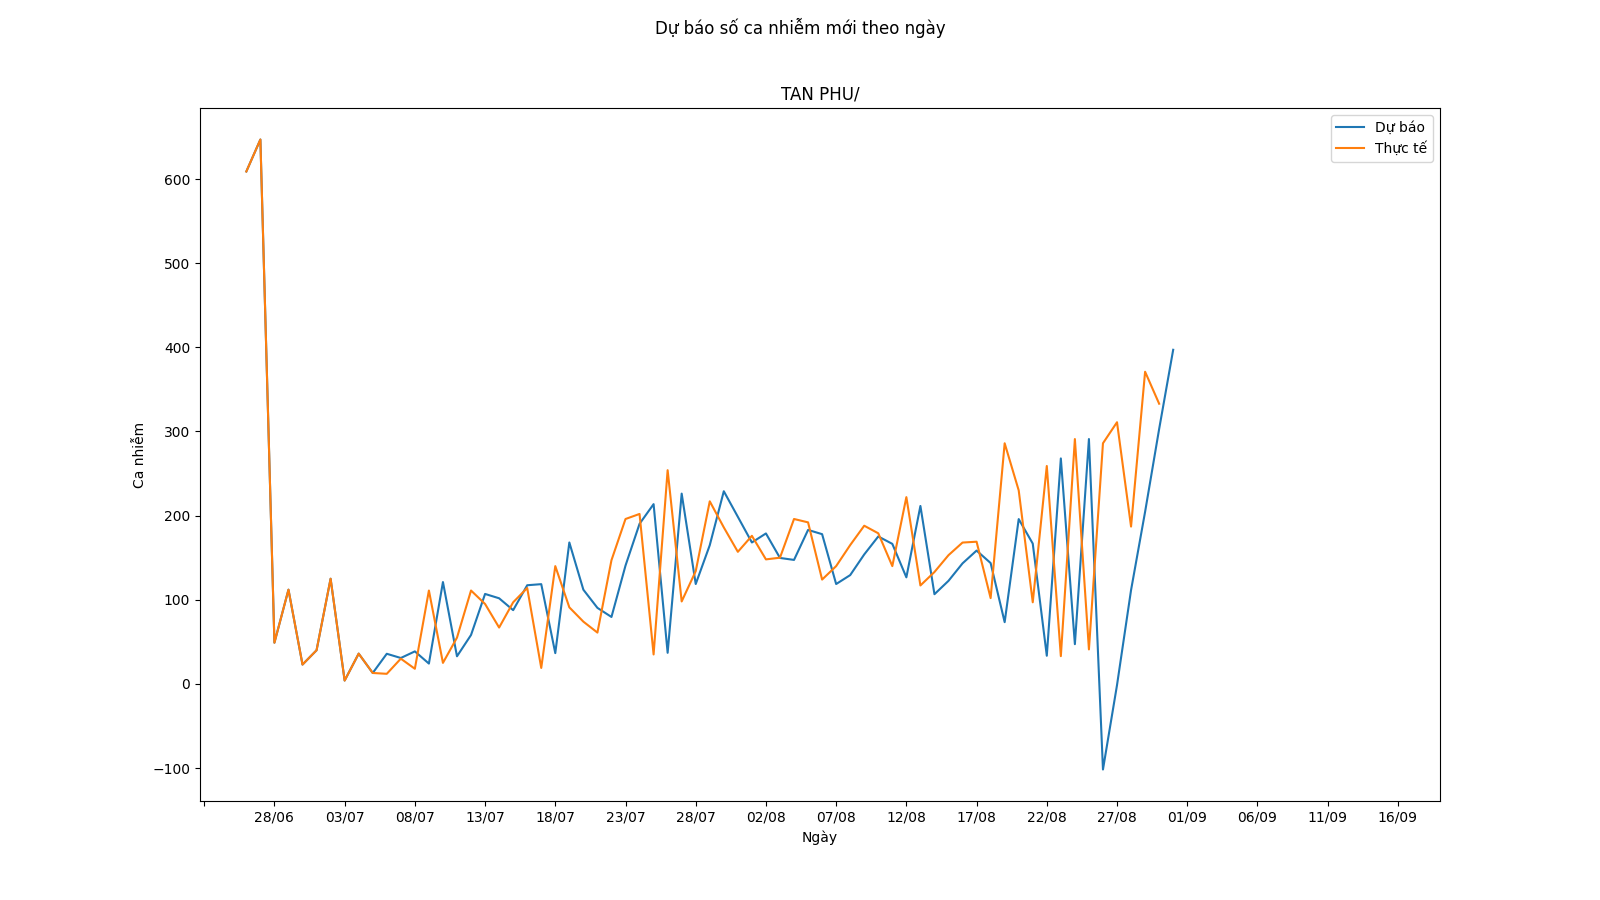 Dự báo số ca nhiễm mới theo ngày
TAN PHU/
Dự báo
Thực tế
600
500
400
300
200
100
0
−100
Ca nhiễm
28/06 03/07 08/07 13/07 18/07 23/07 28/07 02/08 07/08 12/08 17/08 22/08 27/08 01/09 06/09 11/09 16/09
Ngày